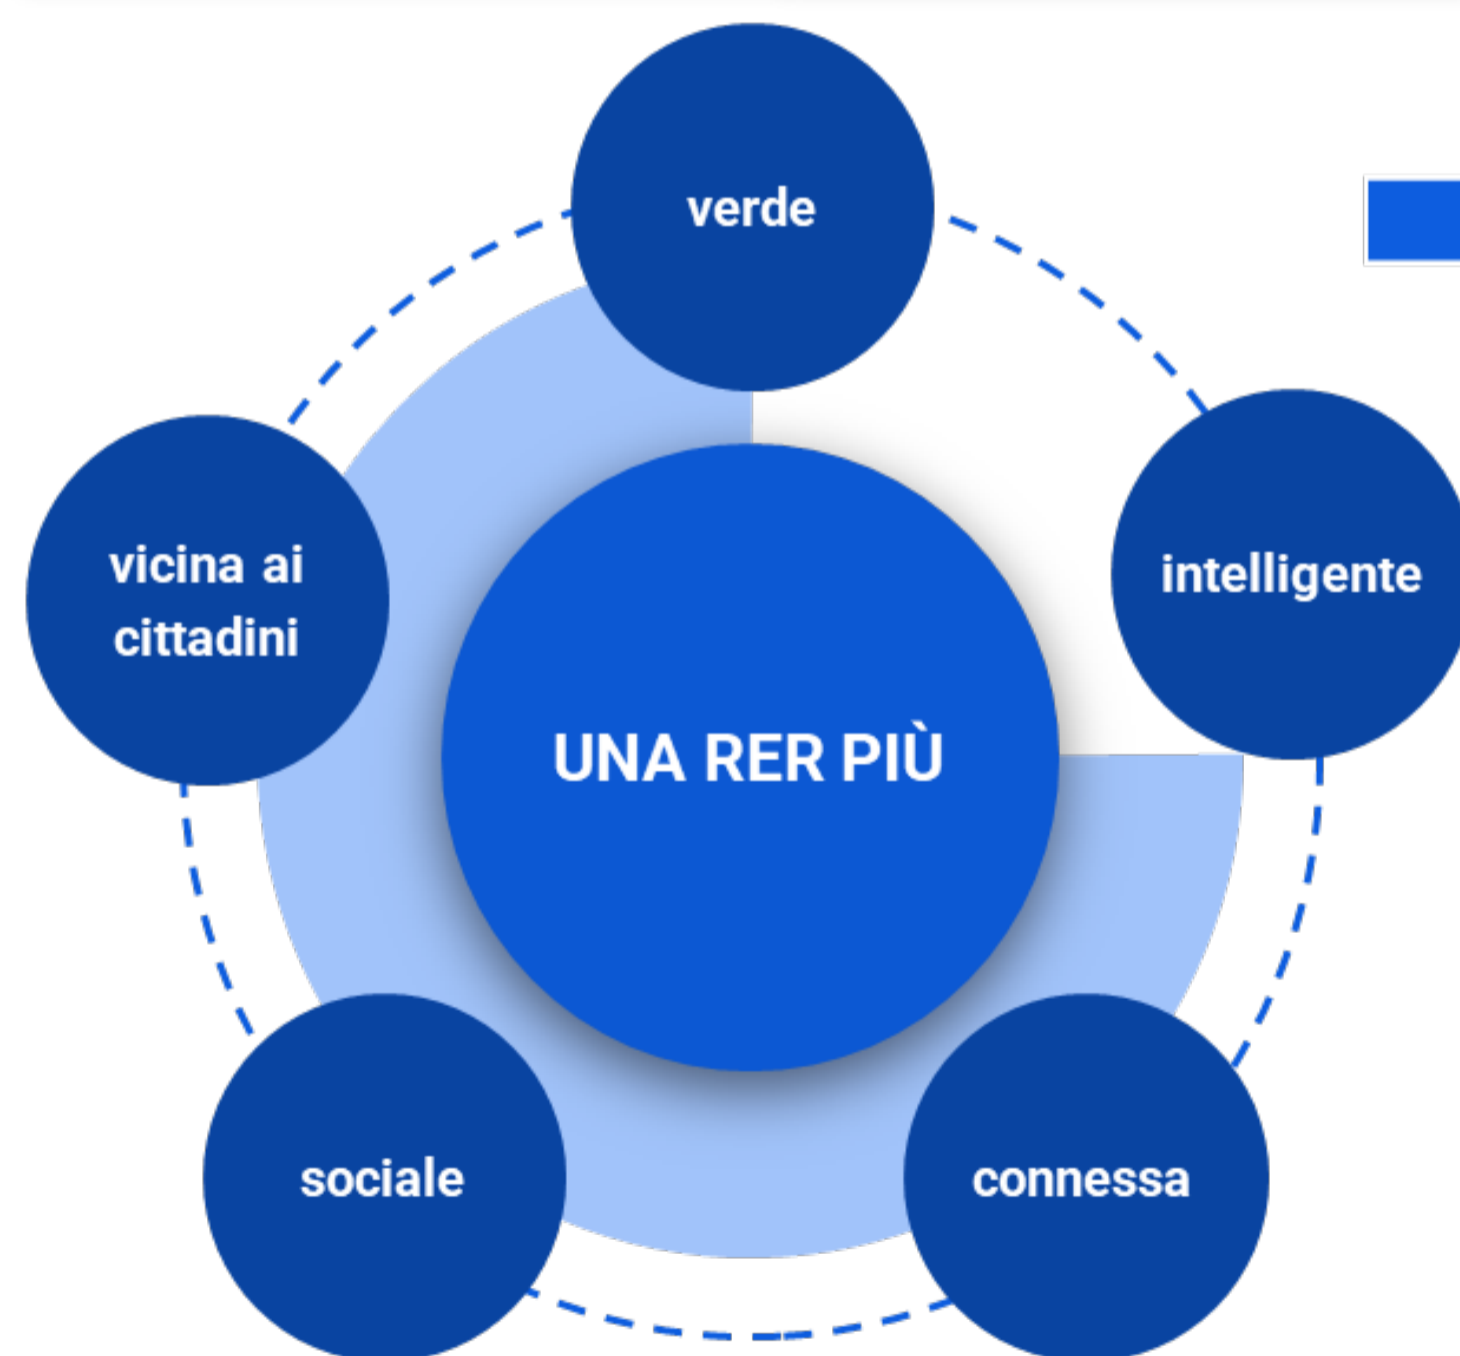 verde
intelligente
vicina ai
cittadini
UNA RER PIÙ
sociale
connessa